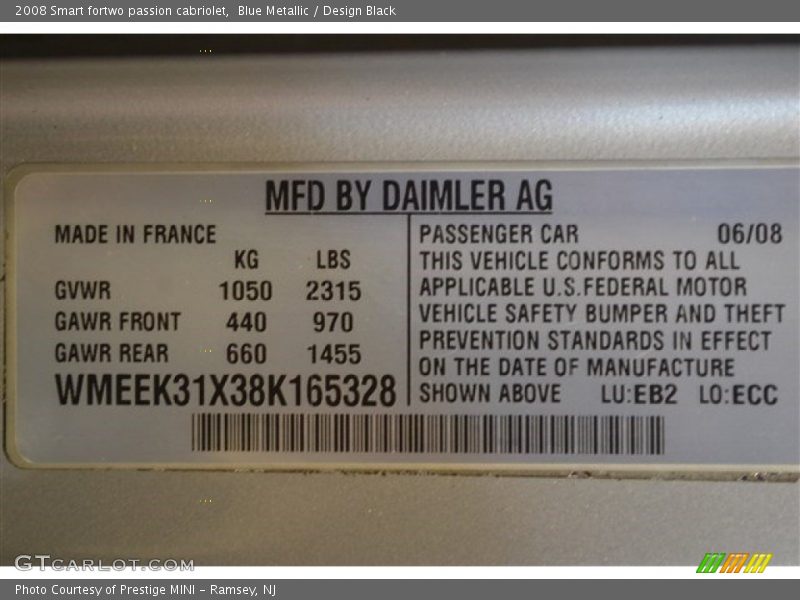 2008 Smart fortwo passion cabriolet,  Blue Metallic / Design Black
MFD BY DAIMLER AG
MADE IN FRANCE
KG LBS
GVWR 1050 2315
GAWR FRONT 440 970
GAWR REAR 660 1455
WMEEK31X38K165328
PASSENGER CAR 06/08
THIS VEHICLE CONFORMS TO ALL
APPLICABLE U.S.FEDERAL MOTOR
VEHICLE SAFETY BUMPER AND THEFT
PREVENTION STANDARDS IN EFFECT
ON THE DATE OF MANUFACTURE
SHOWN ABOVE LU:EB2 LO:ECC
GTCARLOT.COM
Photo Courtesy of Prestige MINI - Ramsey, NJ